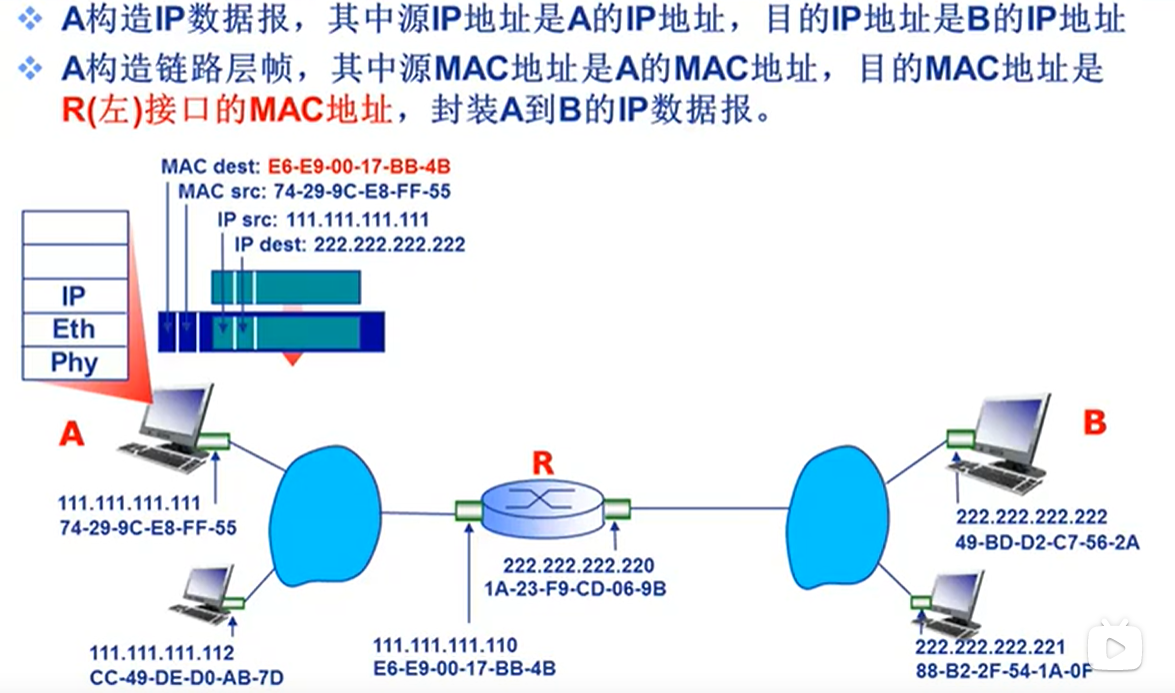 A构造IP数据报，其中源IP地址是A的IP地址，目的IP地址是B的IP地址
A构造链路层帧，其中源MAC地址是A的MAC地址，目的MAC地址是
R(左)接口的MAC地址，封装A到B的IP数据报。
MAC dest: E6-E9-00-17-BB-4B
MAC src: 74-29-9C-E8-FF-55
IP src: 111.111.111.111
IP dest: 222.222.222.222
IP
Eth
Phy
A
B
R
111.111.111.111
74-29-9C-E8-FF-55
222.222.222.222
49-BD-D2-C7-56-2A
222.222.222.220
1A-23-F9-CD-06-9B
111.111.111.112
CC-49-DE-D0-AB-7D
111.111.111.110
E6-E9-00-17-BB-4B
222.222.222.221
88-B2-2F-54-1A-0F